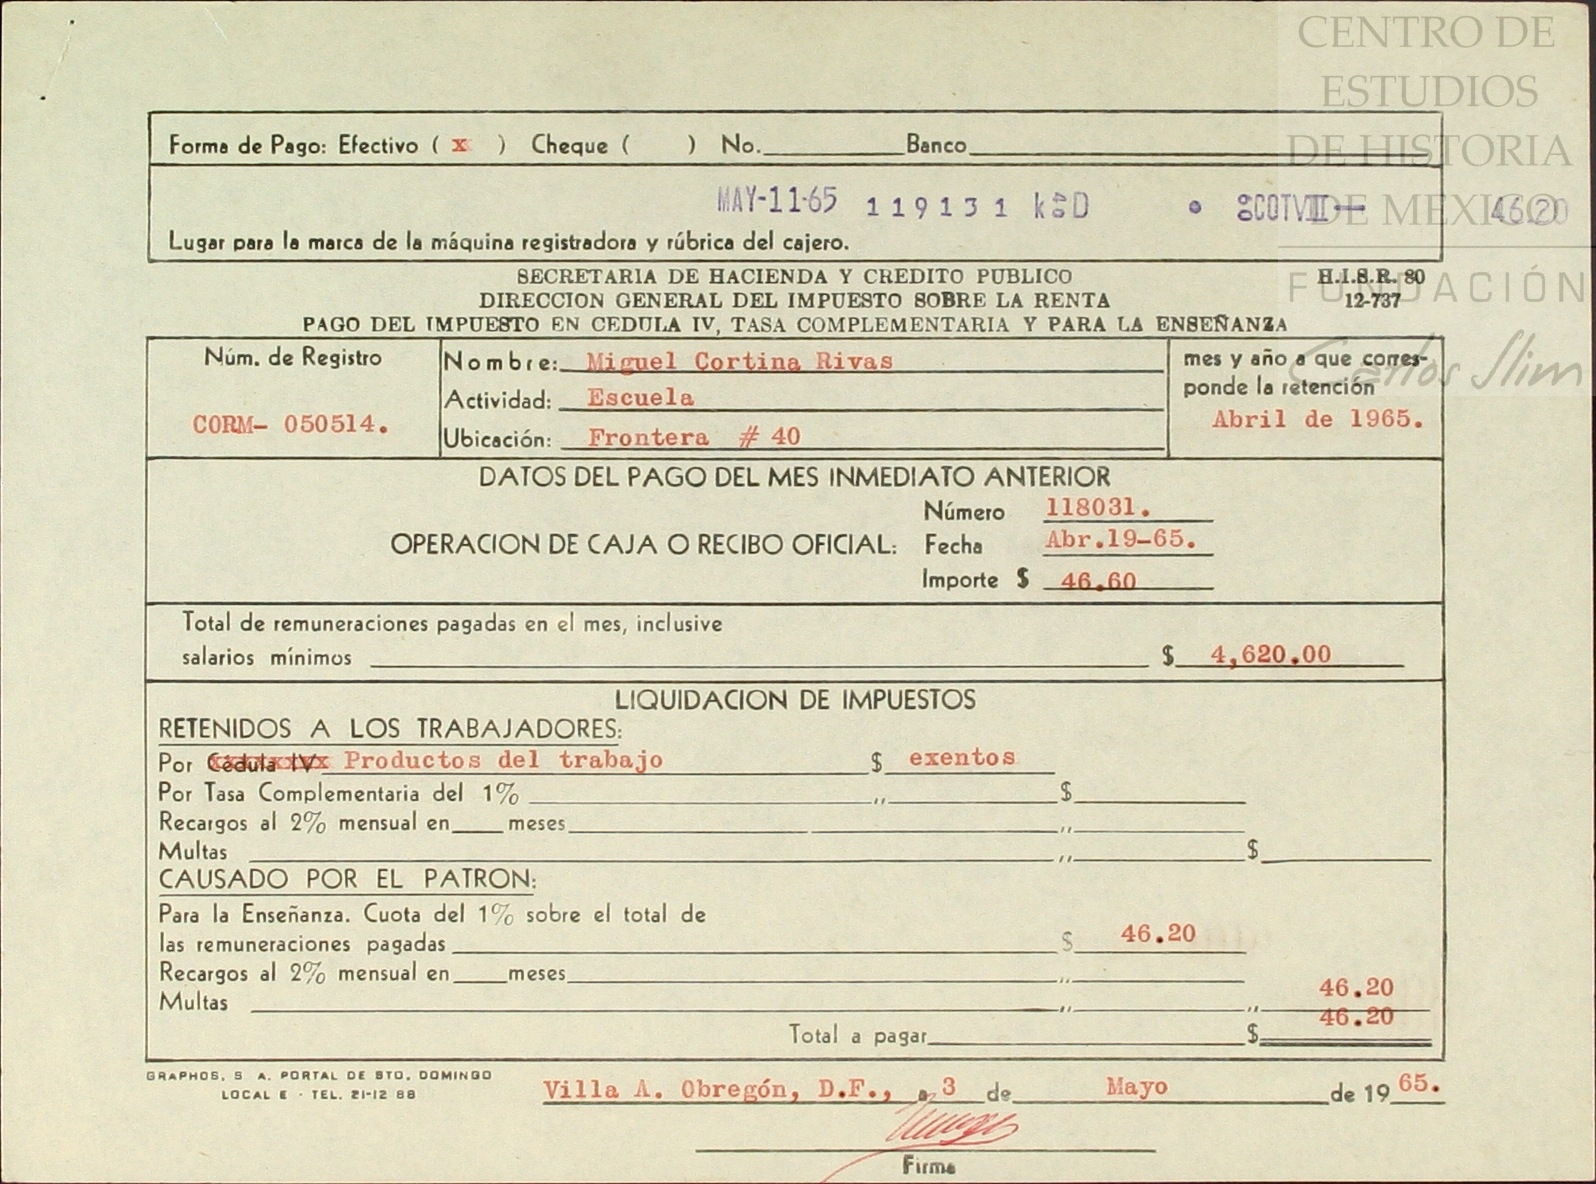 CENTRO DE
ESTUDIOS
DE HISTORIA
DE MEXICO
FUNDACIÓN
Carlos Slim
Forma de Pago: Efectivo ( x ) Cheque ( ) No.__________Banco__________
MAY-11-65 119131 46.20
Lugar para la marca de la máquina registradora y rúbrica del cajero.
SECRETARIA DE HACIENDA Y CREDITO PUBLICO H.I.S.R. 80
DIRECCION GENERAL DEL IMPUESTO SOBRE LA RENTA 12-737
PAGO DEL IMPUESTO EN CEDULA IV, TASA COMPLEMENTARIA Y PARA LA ENSEÑANZA
Núm. de Registro Nombre: Miguel Cortina Rivas mes y año a que corres-
Actividad: Escuela ponde la retención
CORM- 050514. Abril de 1965.
Ubicación: Frontera # 40
DATOS DEL PAGO DEL MES INMEDIATO ANTERIOR
Número 118031.
OPERACION DE CAJA O RECIBO OFICIAL: Fecha Abr.19-65.
Importe $ 46.60
Total de remuneraciones pagadas en el mes, inclusive
salarios mínimos $ 4,620.00
LIQUIDACION DE IMPUESTOS
RETENIDOS A LOS TRABAJADORES:
Por Cédula IV Productos del trabajo $ exentos
Por Tasa Complementaria del 1% ,, $
Recargos al 2% mensual en____ meses ,,
Multas ,, $
CAUSADO POR EL PATRON:
Para la Enseñanza. Cuota del 1% sobre el total de
las remuneraciones pagadas $ 46.20
Recargos al 2% mensual en____meses ,, 46.20
Multas ,, ,, 46.20
Total a pagar $
GRAPHOS, S A. PORTAL DE STO, DOMINGO
LOCAL E - TEL. 21-12 88
Villa A. Obregón, D.F., a 3 de Mayo de 1965.
Firma